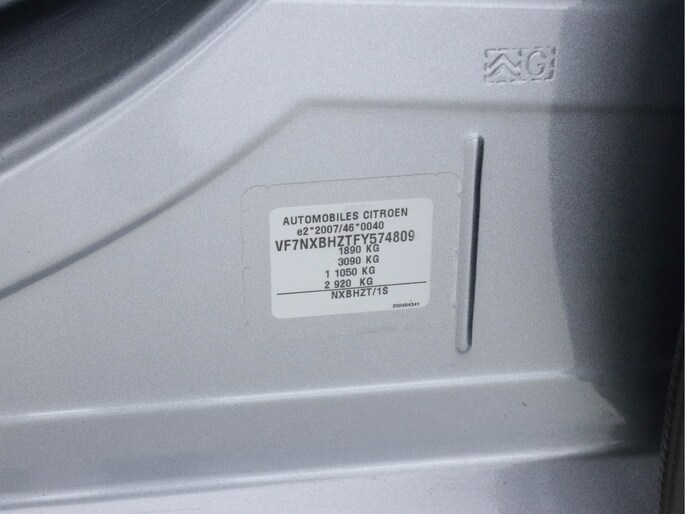 G
AUTOMOBILES CITROEN
e2*2007/46*0040
VF7NXBHZTFY574809
1890 KG
3090 KG
1 1050 KG
2 920 KG
NXBHZT/1S
200484341